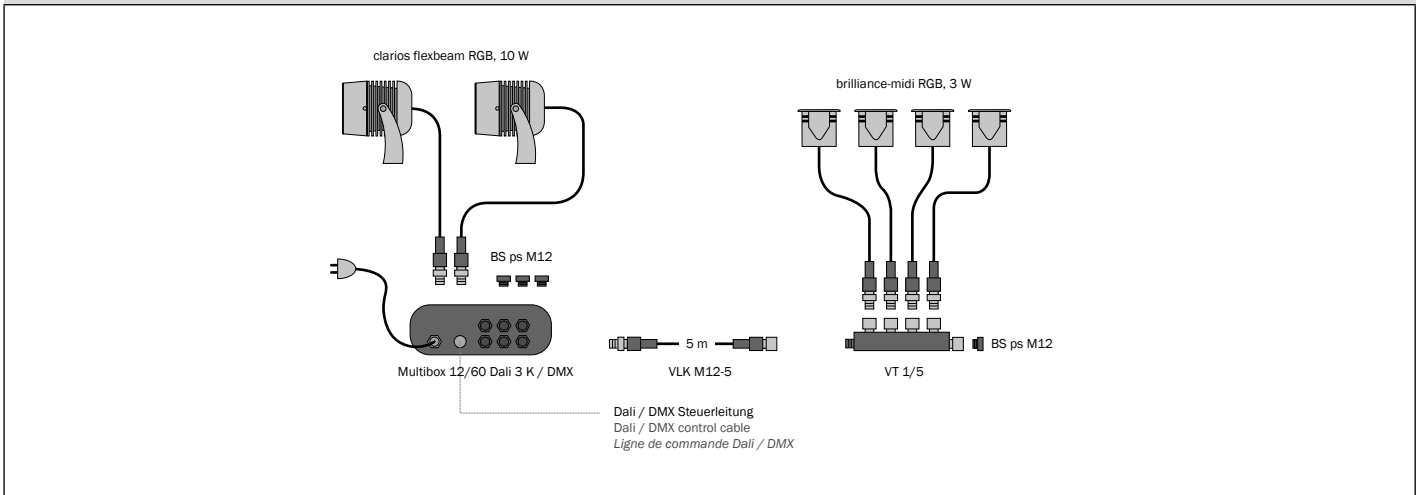 clarios flexbeam RGB, 10 W
brilliance-midi RGB, 3 W
BS ps M12
5 m
BS ps M12
Multibox 12/60 Dali 3 K / DMX
VLK M12-5
VT 1/5
Dali / DMX Steuerleitung
Dali / DMX control cable
Ligne de commande Dali / DMX